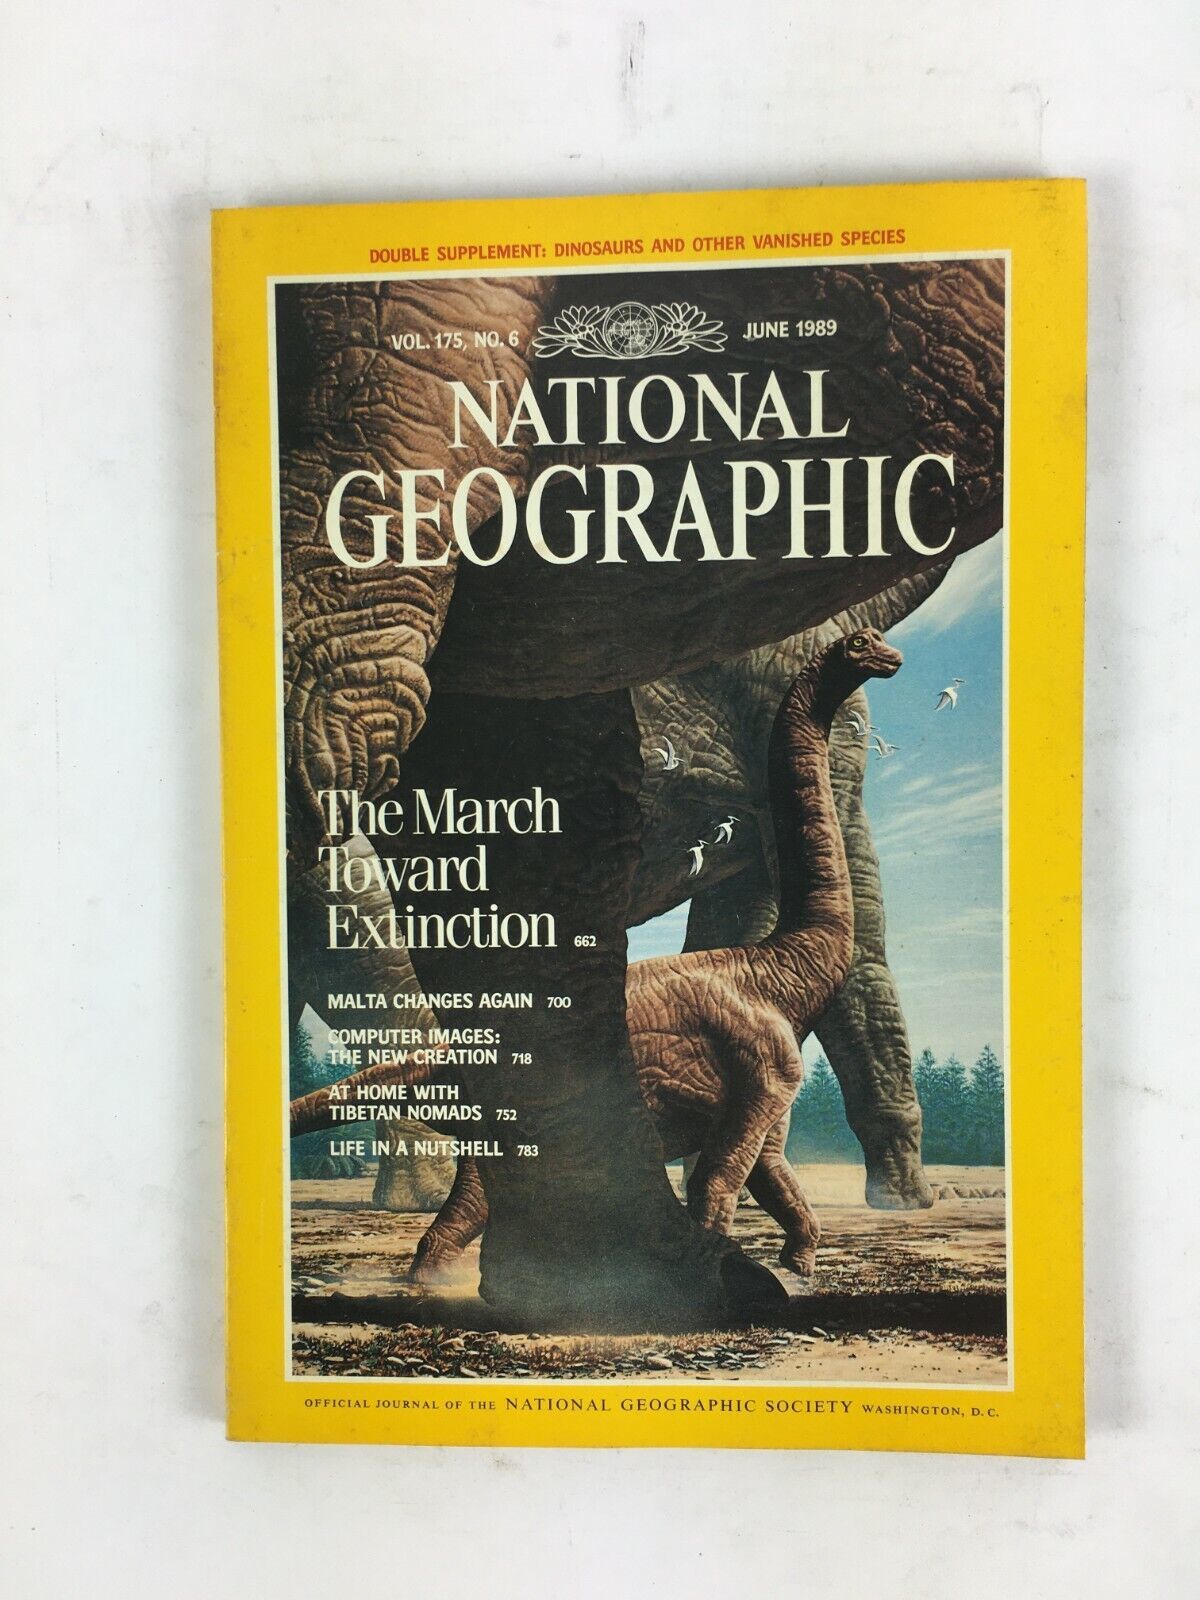 DOUBLE SUPPLEMENT: DINOSAURS AND OTHER VANISHED SPECIES
VOL. 175, NO. 6
JUNE 1989
NATIONAL
GEOGRAPHIC
The March
Toward
Extinction 662
MALTA CHANGES AGAIN 700
COMPUTER IMAGES:
THE NEW CREATION 718
AT HOME WITH
TIBETAN NOMADS 752
LIFE IN A NUTSHELL 783
OFFICIAL JOURNAL OF THE NATIONAL GEOGRAPHIC SOCIETY WASHINGTON, D.C.